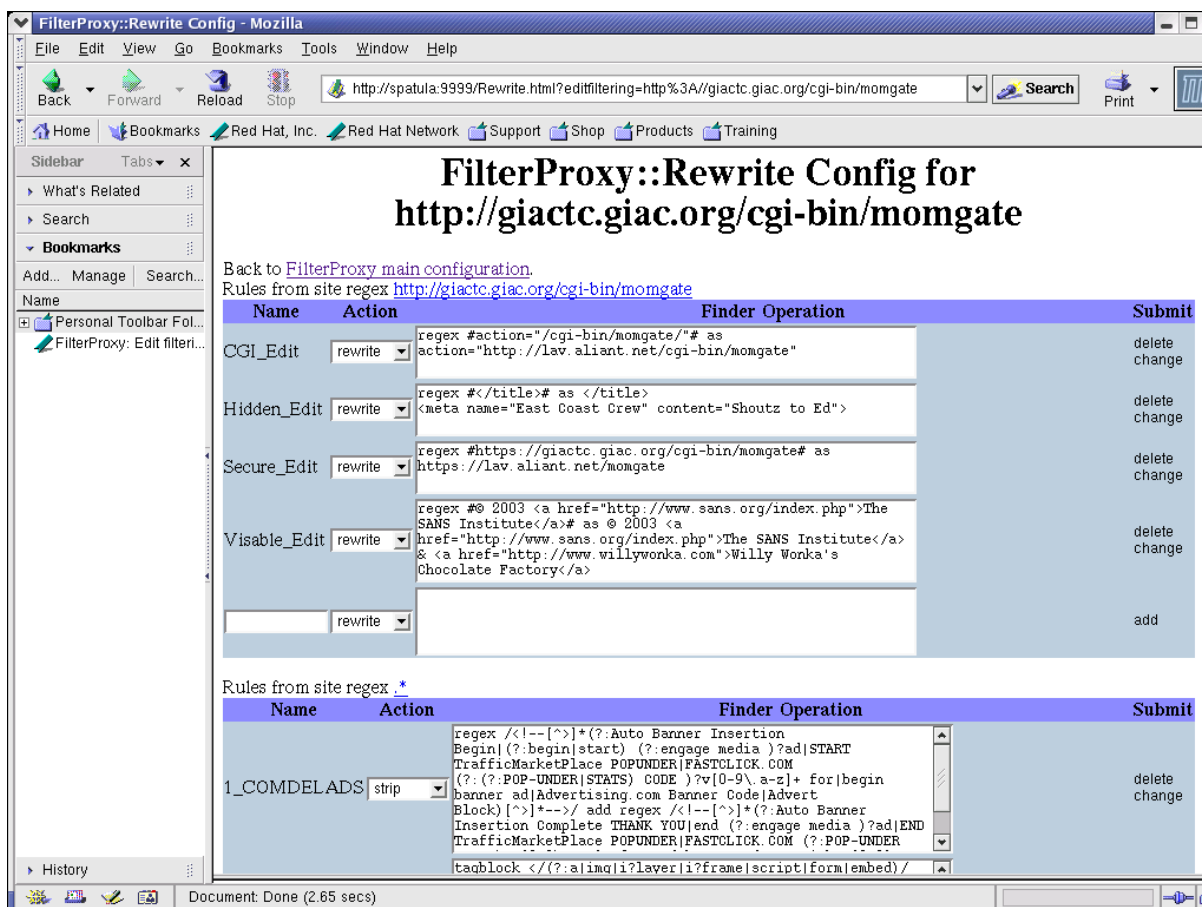 FilterProxy::Rewrite Config - Mozilla
File Edit View Go Bookmarks Tools Window Help
Back Forward Reload Stop http://spatula:9999/Rewrite.html?editfiltering=http%3A//giactc.giac.org/cgi-bin/momgate Search Print
Home Bookmarks Red Hat, Inc. Red Hat Network Support Shop Products Training
Sidebar Tabs
What's Related
Search
Bookmarks
Add... Manage Search...
Name
Personal Toolbar Fol...
FilterProxy: Edit filteri...
History
FilterProxy::Rewrite Config for
http://giactc.giac.org/cgi-bin/momgate
Back to FilterProxy main configuration.
Rules from site regex http://giactc.giac.org/cgi-bin/momgate
Name Action Finder Operation Submit
CGI_Edit rewrite
regex #action="/cgi-bin/momgate/"# as
action="http://lav.aliant.net/cgi-bin/momgate"
delete
change
Hidden_Edit rewrite
regex #</title># as </title>
<meta name="East Coast Crew" content="Shoutz to Ed">
delete
change
Secure_Edit rewrite
regex #https://giactc.giac.org/cgi-bin/momgate# as
https://lav.aliant.net/momgate
delete
change
Visable_Edit rewrite
regex #© 2003 <a href="http://www.sans.org/index.php">The
SANS Institute</a># as © 2003 <a
href="http://www.sans.org/index.php">The SANS Institute</a>
& <a href="http://www.willywonka.com">Willy Wonka's
Chocolate Factory</a>
delete
change
rewrite
add
Rules from site regex .*
Name Action Finder Operation Submit
1_COMDELADS strip
regex /<!--[^>]*(?:Auto Banner Insertion
Begin|(?:begin|start) (?:engage media )?ad|START
TrafficMarketPlace POPUNDER|FASTCLICK.COM
(?:(?:POP-UNDER|STATS) CODE )?v[0-9\.a-z]+ for|begin
banner ad|Advertising.com Banner Code|Advert
Block)[^>]*-->/ add regex /<!--[^>]*(?:Auto Banner
Insertion Complete THANK YOU|end (?:engage media )?ad|END
TrafficMarketPlace POPUNDER|FASTCLICK.COM (?:POP-UNDER
delete
change
tagblock </(?:a|img|i?layer|i?frame|script|form|embed)/
Document: Done (2.65 secs)